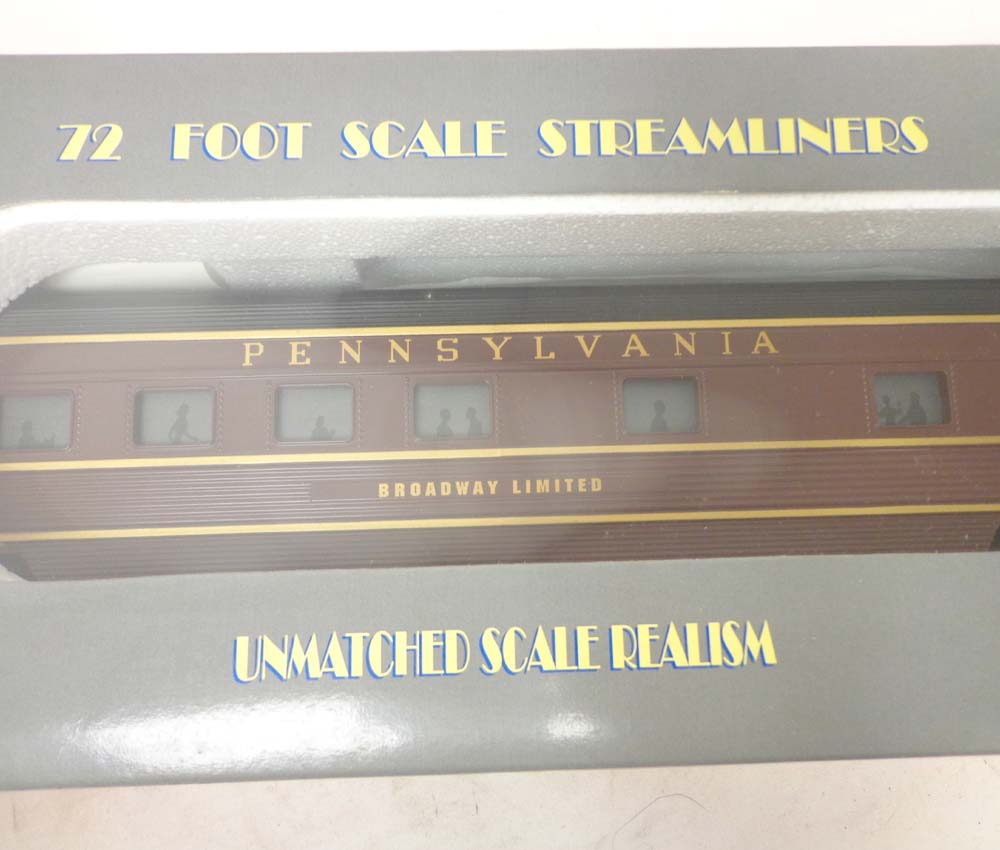 72 FOOT SCALE STREAMLINERS
PENNSYLVANIA
BROADWAY LIMITED
UNMATCHED SCALE REALISM